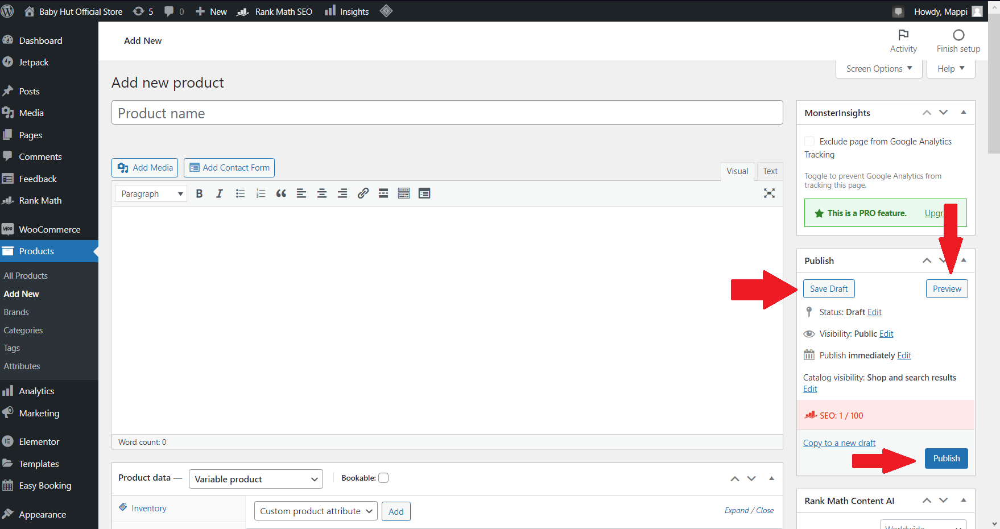 Baby Hut Official Store 5 0 New Rank Math SEO Insights Howdy, Mappi
Dashboard
Jetpack
Posts
Media
Pages
Comments
Feedback
Rank Math
WOO WooCommerce
Products
All Products
Add New
Brands
Categories
Tags
Attributes
Analytics
Marketing
Elementor
Templates
Easy Booking
Appearance
Add New
Activity
Finish setup
Screen Options
Help
Add new product
Product name
Add Media
Add Contact Form
Visual
Text
Paragraph
B I
Word count: 0
Product data —
Variable product
Bookable:
Inventory
Custom product attribute
Add
Expand / Close
MonsterInsights
Exclude page from Google Analytics
Tracking
Toggle to prevent Google Analytics from
tracking this page.
This is a PRO feature.
Publish
Save Draft
Preview
Status: Draft Edit
Visibility: Public Edit
Publish immediately Edit
Catalog visibility: Shop and search results
Edit
SEO: 1 / 100
Copy to a new draft
Publish
Rank Math Content AI